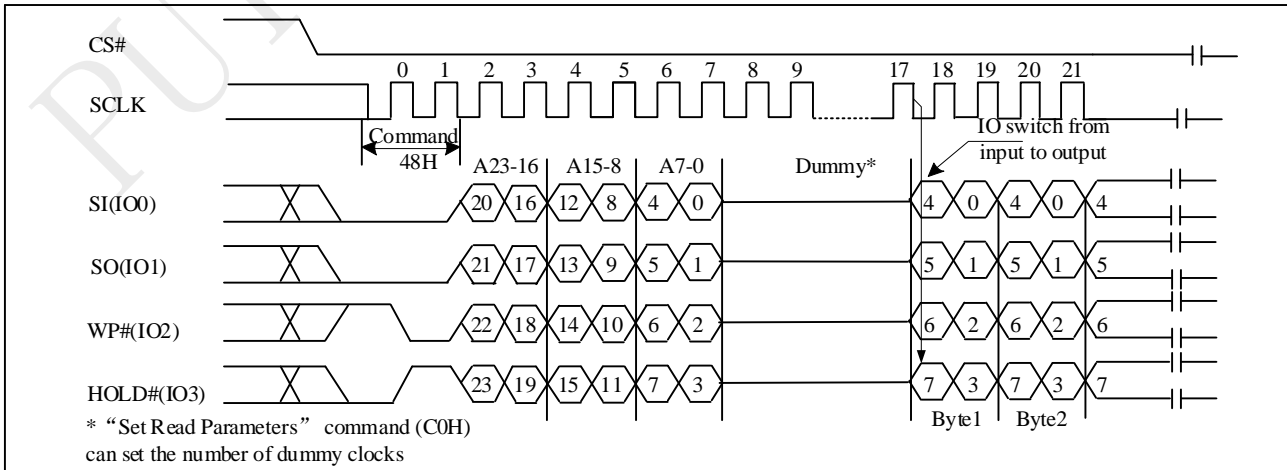 PU
CS#
0 1 2 3 4 5 6 7 8 9 17 18 19 20 21
SCLK
Command
48H
IO switch from
input to output
A23-16 A15-8 A7-0 Dummy*
SI(IO0) 20 16 12 8 4 0 4 0 4 0 4
SO(IO1) 21 17 13 9 5 1 5 1 5 1 5
WP#(IO2) 22 18 14 10 6 2 6 2 6 2 6
HOLD#(IO3) 23 19 15 11 7 3 7 3 7 3 7
Byte1 Byte2
* “Set Read Parameters” command (C0H)
can set the number of dummy clocks